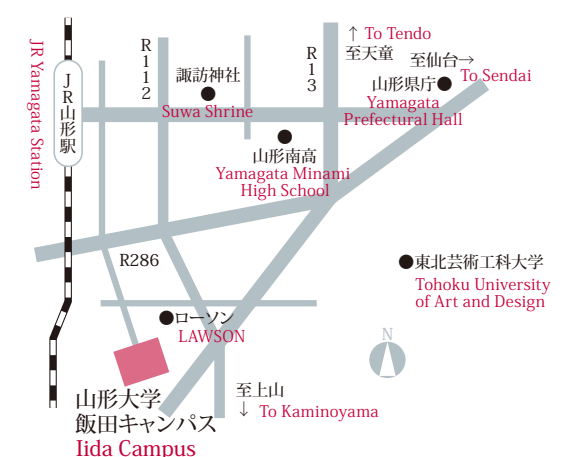 ↑ To Tendo
至天童
R112
R13
至仙台→
To Sendai
諏訪神社
Suwa Shrine
山形県庁
Yamagata
Prefectural Hall
JR山形駅
JR Yamagata Station
山形南高
Yamagata Minami
High School
R286
東北芸術工科大学
Tohoku University
of Art and Design
ローソン
LAWSON
N
山形大学
飯田キャンパス
Iida Campus
至上山
↓ To Kaminoyama